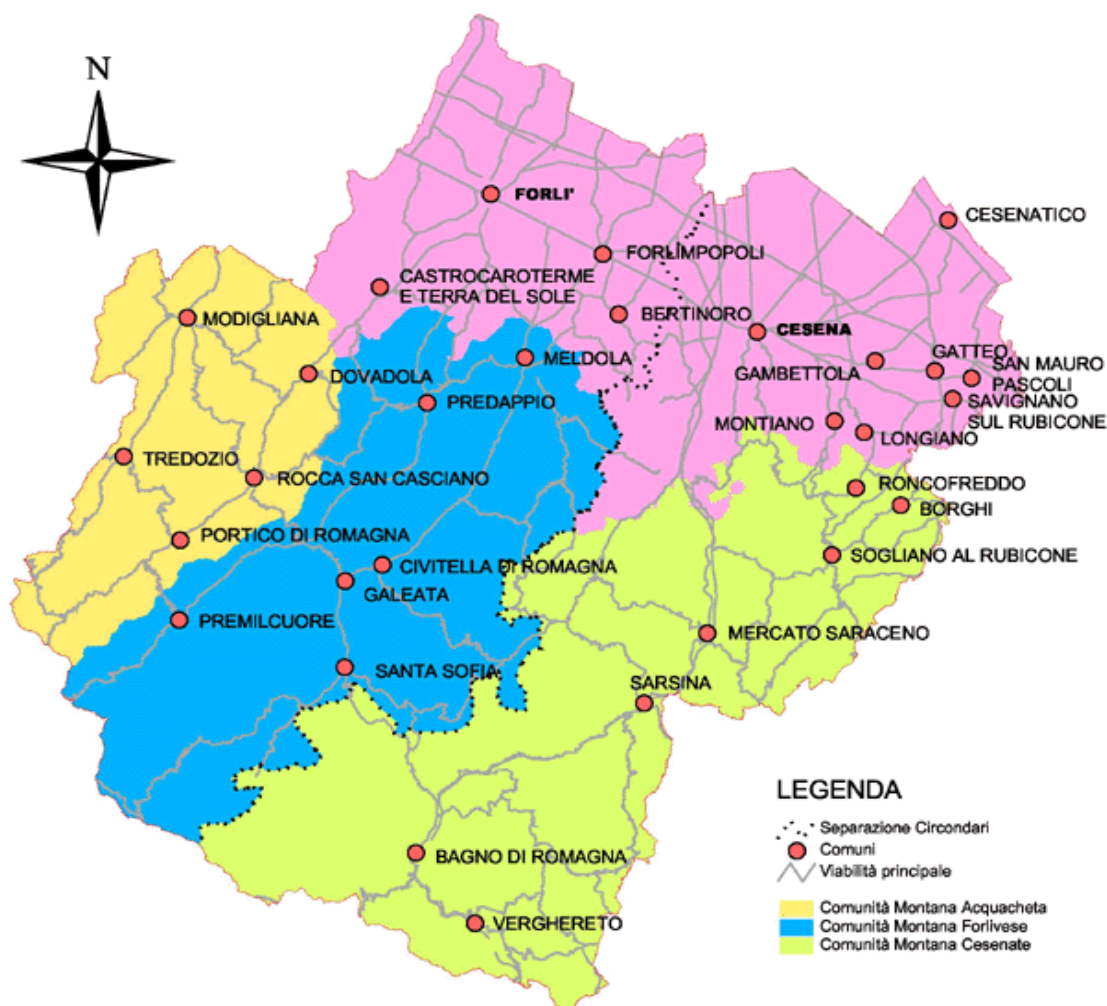 N
FORLI'
CESENATICO
FORLIMPOPOLI
CASTROCAROTERME
E TERRA DEL SOLE
BERTINORO
MODIGLIANA
CESENA
MELDOLA
GATTEO
SAN MAURO
PASCOLI
GAMBETTOLA
DOVADOLA
PREDAPPIO
SAVIGNANO
SUL RUBICONE
MONTIANO
LONGIANO
TREDOZIO
ROCCA SAN CASCIANO
RONCOFREDDO
BORGHI
PORTICO DI ROMAGNA
SOGLIANO AL RUBICONE
CIVITELLA DI ROMAGNA
GALEATA
PREMILCUORE
MERCATO SARACENO
SANTA SOFIA
SARSINA
BAGNO DI ROMAGNA
VERGHERETO
LEGENDA
Separazione Circondari
Comuni
Viabilità principale
Comunità Montana Acquacheta
Comunità Montana Forlivese
Comunità Montana Cesenate